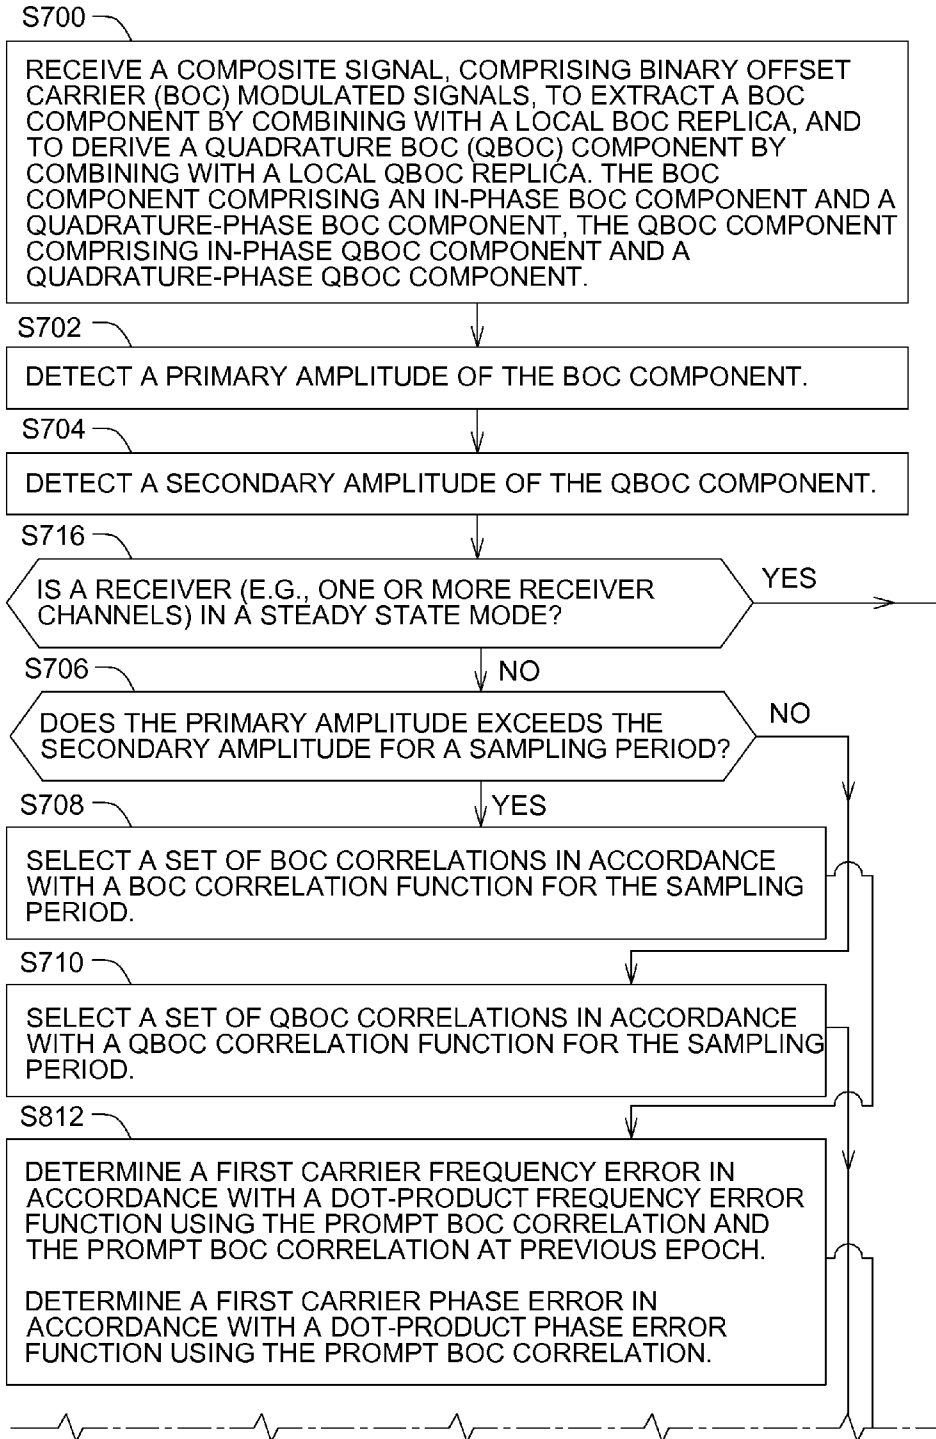 S700
RECEIVE A COMPOSITE SIGNAL, COMPRISING BINARY OFFSET
CARRIER (BOC) MODULATED SIGNALS, TO EXTRACT A BOC
COMPONENT BY COMBINING WITH A LOCAL BOC REPLICA, AND
TO DERIVE A QUADRATURE BOC (QBOC) COMPONENT BY
COMBINING WITH A LOCAL QBOC REPLICA. THE BOC
COMPONENT COMPRISING AN IN-PHASE BOC COMPONENT AND A
QUADRATURE-PHASE BOC COMPONENT, THE QBOC COMPONENT
COMPRISING IN-PHASE QBOC COMPONENT AND A
QUADRATURE-PHASE QBOC COMPONENT.
S702
DETECT A PRIMARY AMPLITUDE OF THE BOC COMPONENT.
S704
DETECT A SECONDARY AMPLITUDE OF THE QBOC COMPONENT.
S716
IS A RECEIVER (E.G., ONE OR MORE RECEIVER
CHANNELS) IN A STEADY STATE MODE?
YES
NO
S706
DOES THE PRIMARY AMPLITUDE EXCEEDS THE
SECONDARY AMPLITUDE FOR A SAMPLING PERIOD?
NO
YES
S708
SELECT A SET OF BOC CORRELATIONS IN ACCORDANCE
WITH A BOC CORRELATION FUNCTION FOR THE SAMPLING
PERIOD.
S710
SELECT A SET OF QBOC CORRELATIONS IN ACCORDANCE
WITH A QBOC CORRELATION FUNCTION FOR THE SAMPLING
PERIOD.
S812
DETERMINE A FIRST CARRIER FREQUENCY ERROR IN
ACCORDANCE WITH A DOT-PRODUCT FREQUENCY ERROR
FUNCTION USING THE PROMPT BOC CORRELATION AND
THE PROMPT BOC CORRELATION AT PREVIOUS EPOCH.
DETERMINE A FIRST CARRIER PHASE ERROR IN
ACCORDANCE WITH A DOT-PRODUCT PHASE ERROR
FUNCTION USING THE PROMPT BOC CORRELATION.